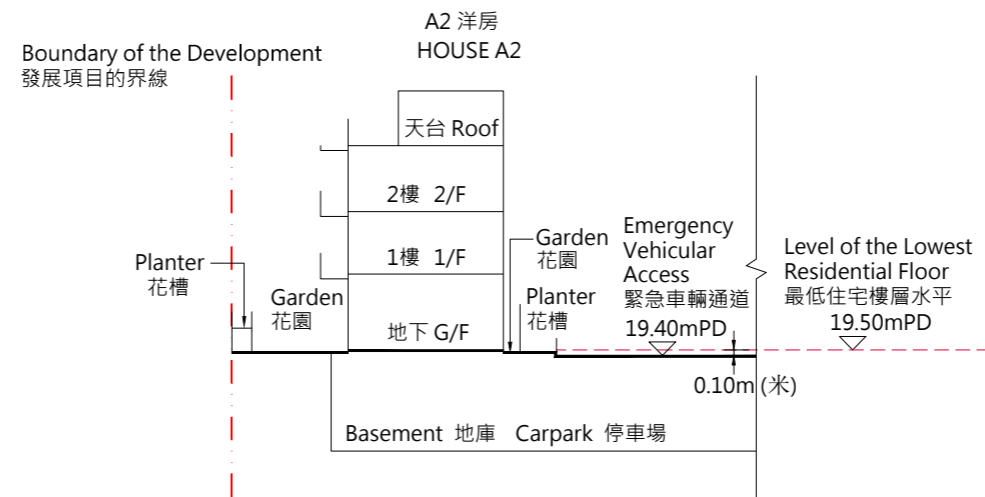 A2 洋房
HOUSE A2
Boundary of the Development
發展項目的界線
天台 Roof
2樓 2/F
1樓 1/F
地下 G/F
Planter
花槽
Garden
花園
Garden
花園
Planter
花槽
Emergency
Vehicular
Access
緊急車輛通道
19.40mPD
Level of the Lowest
Residential Floor
最低住宅樓層水平
19.50mPD
0.10m (米)
Basement 地庫 Carpark 停車場